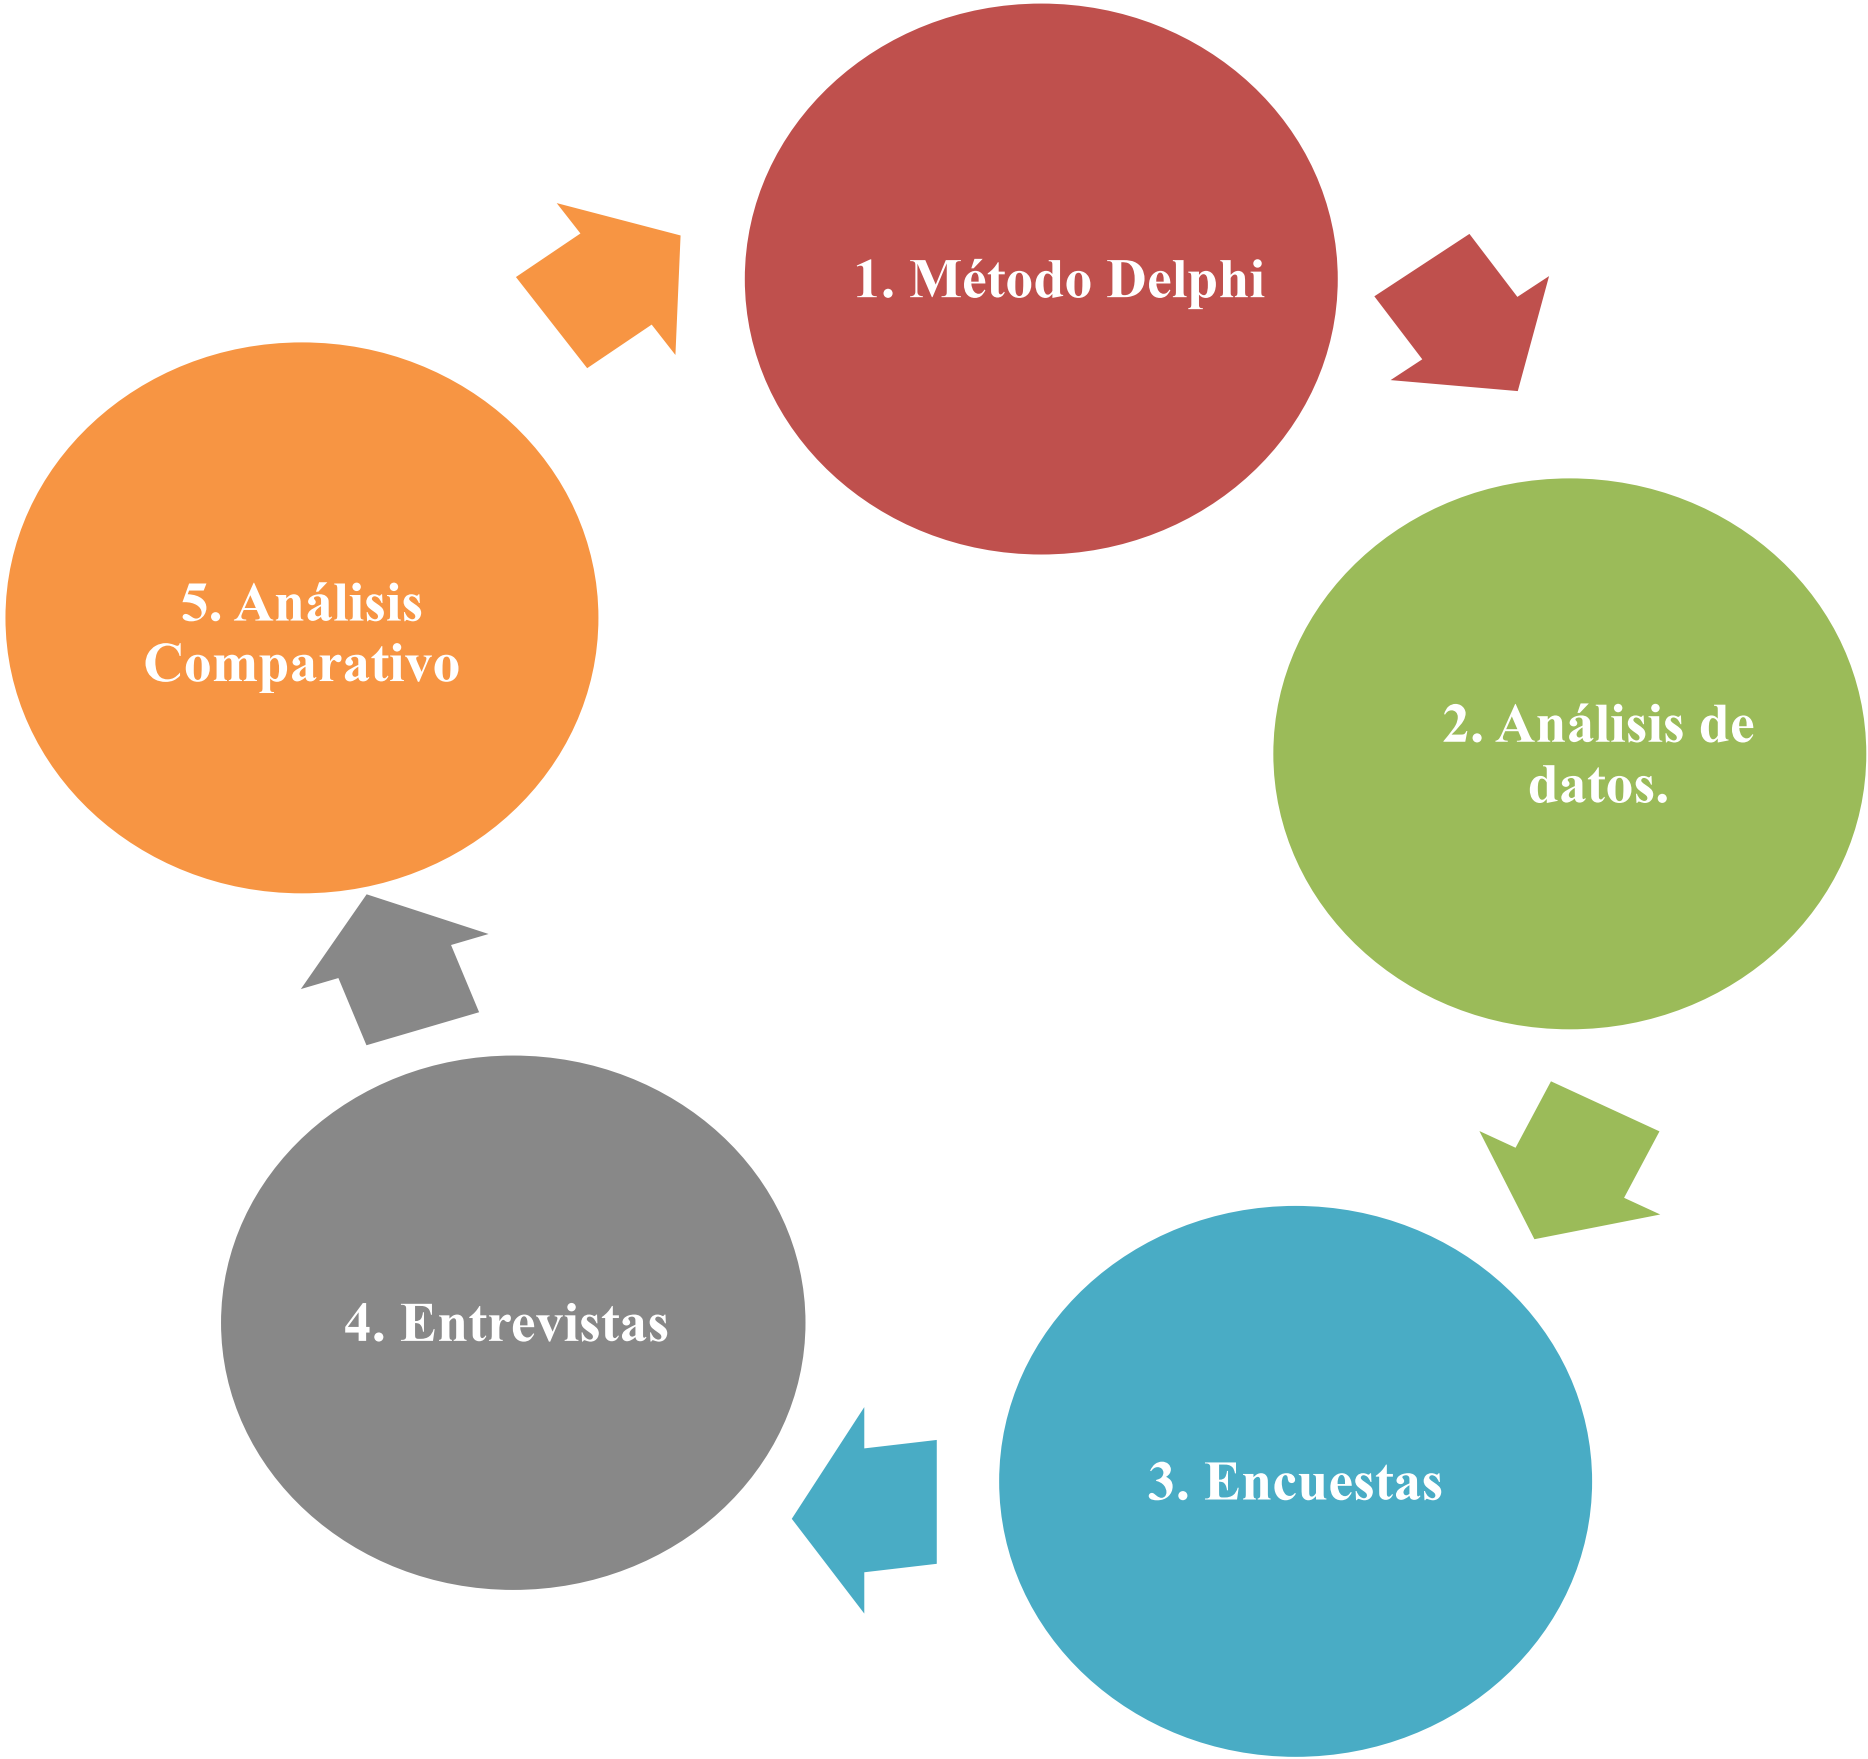 1. Método Delphi
2. Análisis de
datos.
3. Encuestas
4. Entrevistas
5. Análisis
Comparativo